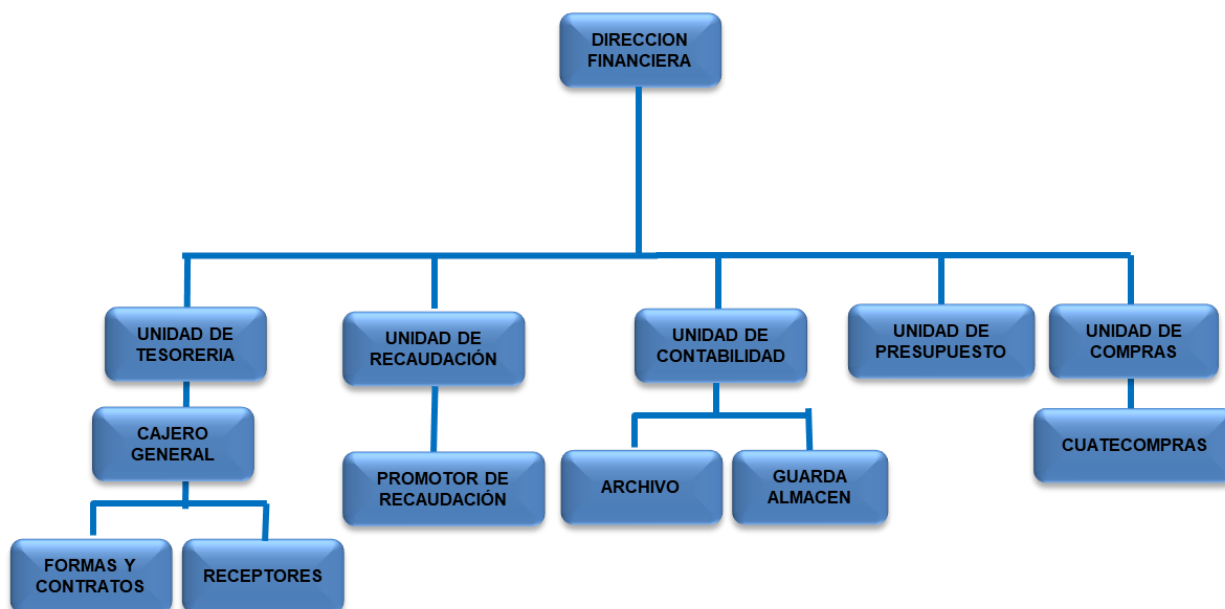 DIRECCION
FINANCIERA
UNIDAD DE
TESORERIA
UNIDAD DE
RECAUDACIÓN
UNIDAD DE
CONTABILIDAD
UNIDAD DE
PRESUPUESTO
UNIDAD DE
COMPRAS
CAJERO
GENERAL
PROMOTOR DE
RECAUDACIÓN
ARCHIVO
GUARDA
ALMACEN
CUATECOMPRAS
FORMAS Y
CONTRATOS
RECEPTORES